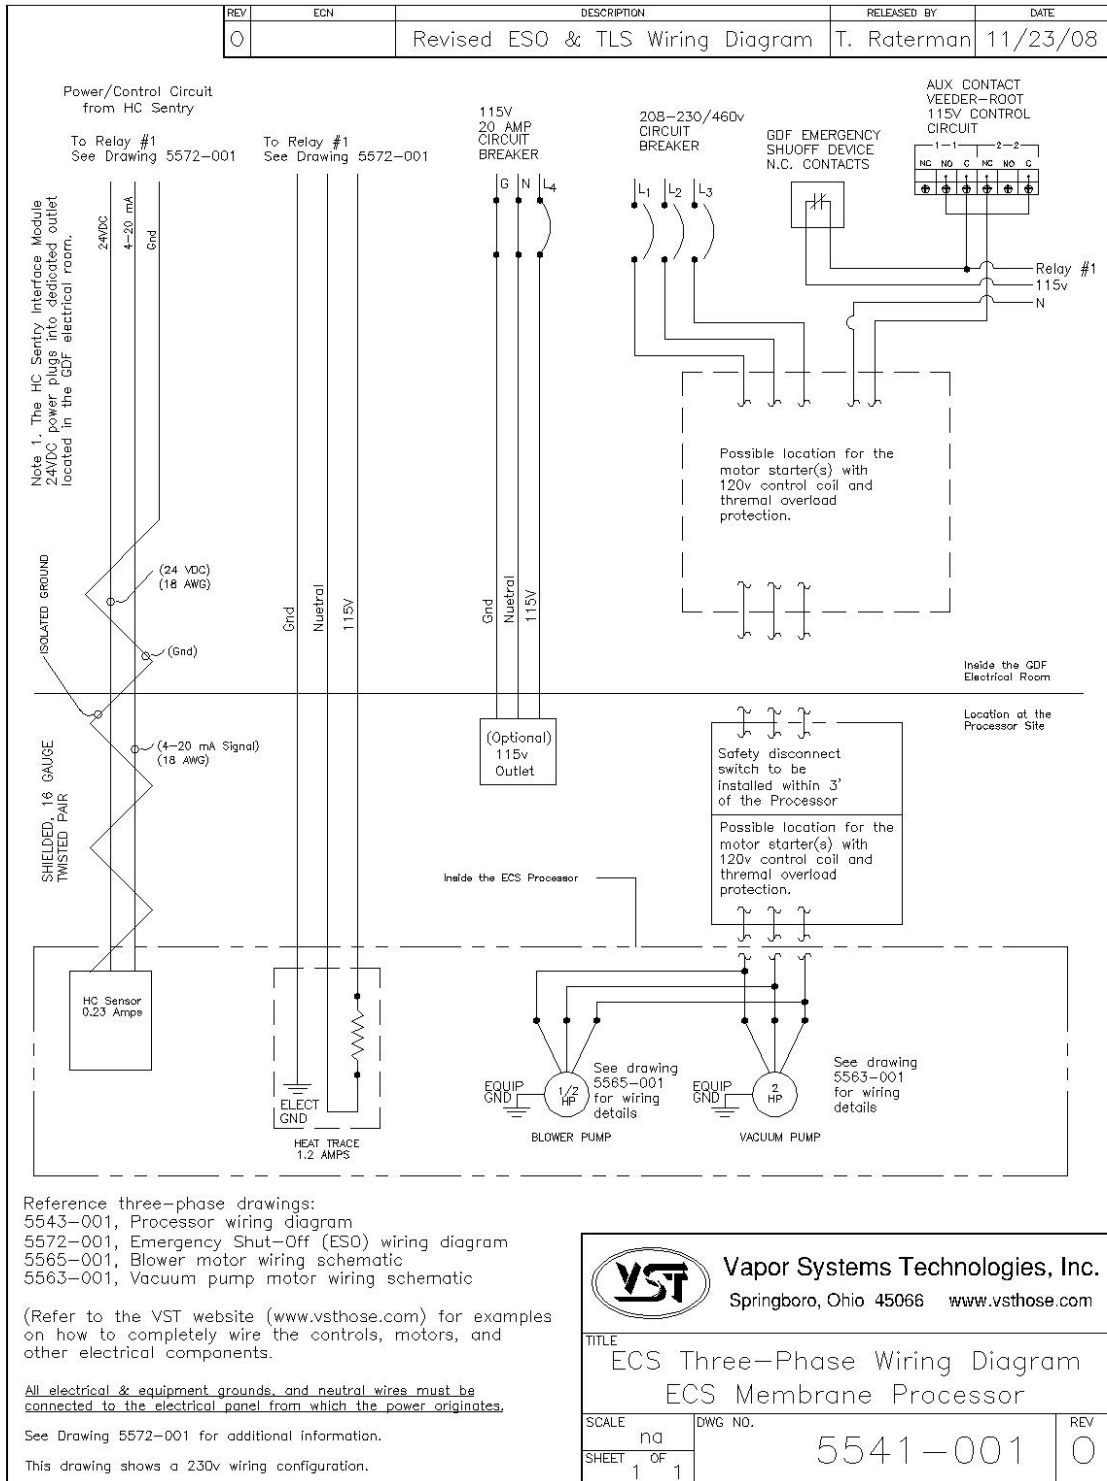 REV ECN DESCRIPTION RELEASED BY DATE
O Revised ESO & TLS Wiring Diagram T. Raterman 11/23/08
Power/Control Circuit
from HC Sentry
To Relay #1
See Drawing 5572-001
To Relay #1
See Drawing 5572-001
115V
20 AMP
CIRCUIT
BREAKER
208-230/460v
CIRCUIT
BREAKER
GDF EMERGENCY
SHUOFF DEVICE
N.C. CONTACTS
AUX CONTACT
VEEDER-ROOT
115V CONTROL
CIRCUIT
1-1 2-2
NC NO C NC NO C
G N L4
L1 L2 L3
24VDC
4-20 mA
Gnd
Note 1. The HC Sentry Interface Module
24VDC power plugs into dedicated outlet
located in the GDF electrical room.
Relay #1
115v
N
Possible location for the
motor starter(s) with
120v control coil and
thremal overload
protection.
ISOLATED GROUND
(24 VDC)
(18 AWG)
(Gnd)
Gnd
Nuetral
115V
Gnd
Nuetral
115V
Inside the GDF
Electrical Room
Location at the
Processor Site
(4-20 mA Signal)
(18 AWG)
SHIELDED, 16 GAUGE
TWISTED PAIR
(Optional)
115v
Outlet
Safety disconnect
switch to be
installed within 3'
of the Processor
Possible location for the
motor starter(s) with
120v control coil and
thremal overload
protection.
Inside the ECS Processor
HC Sensor
0.23 Amps
ELECT
GND
HEAT TRACE
1.2 AMPS
EQUIP
GND
1/2
HP
See drawing
5565-001
for wiring
details
BLOWER PUMP
EQUIP
GND
2
HP
See drawing
5563-001
for wiring
details
VACUUM PUMP
Reference three-phase drawings:
5543-001, Processor wiring diagram
5572-001, Emergency Shut-Off (ESO) wiring diagram
5565-001, Blower motor wiring schematic
5563-001, Vacuum pump motor wiring schematic
(Refer to the VST website (www.vsthose.com) for examples
on how to completely wire the controls, motors, and
other electrical components.
All electrical & equipment grounds, and neutral wires must be
connected to the electrical panel from which the power originates.
See Drawing 5572-001 for additional information.
This drawing shows a 230v wiring configuration.
VST
Vapor Systems Technologies, Inc.
Springboro, Ohio 45066 www.vsthose.com
TITLE
ECS Three-Phase Wiring Diagram
ECS Membrane Processor
SCALE
na
DWG NO.
5541-001
REV
O
SHEET 1 OF 1